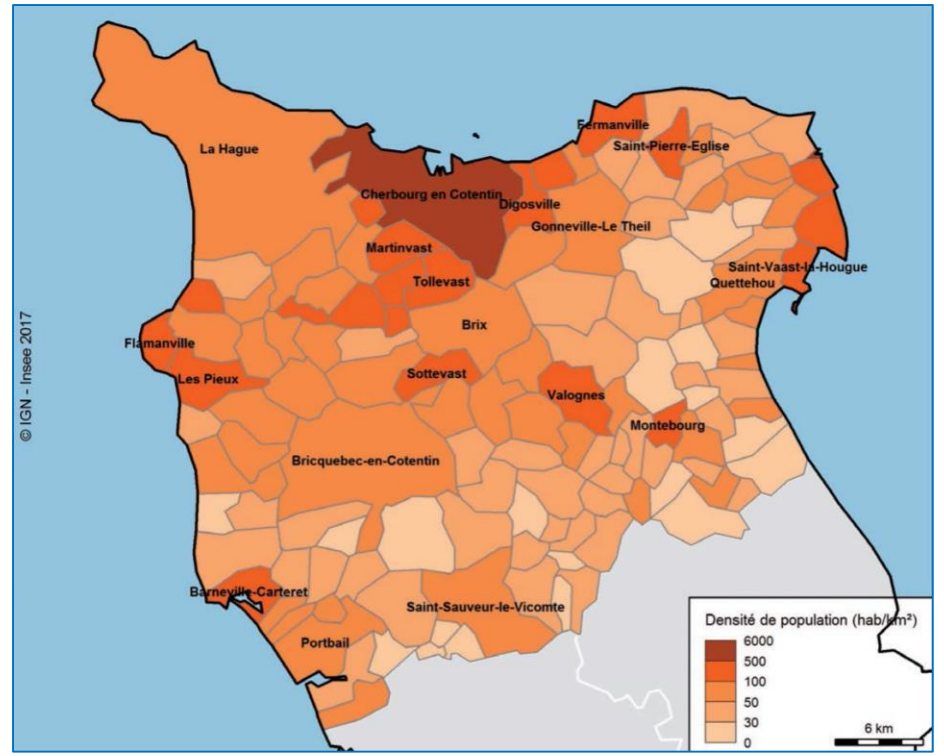 Fermanville
Saint-Pierre-Eglise
La Hague
Cherbourg en Cotentin
Digosville
Gonneville-Le Theil
Martinvast
Saint-Vaast-la-Hougue
Tollevast
Quettehou
Brix
Flamanville
Les Pieux
Sottevast
Valognes
Montebourg
Bricquebec-en-Cotentin
Barneville-Carteret
Saint-Sauveur-le-Vicomte
Portbail
© IGN - Insee 2017
Densité de population (hab/km²)
6000
500
100
50
30
0
6 km